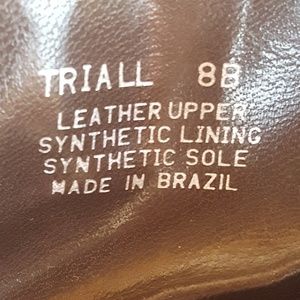 TRIALL 8B
LEATHER UPPER
SYNTHETIC LINING
SYNTHETIC SOLE
MADE IN BRAZIL